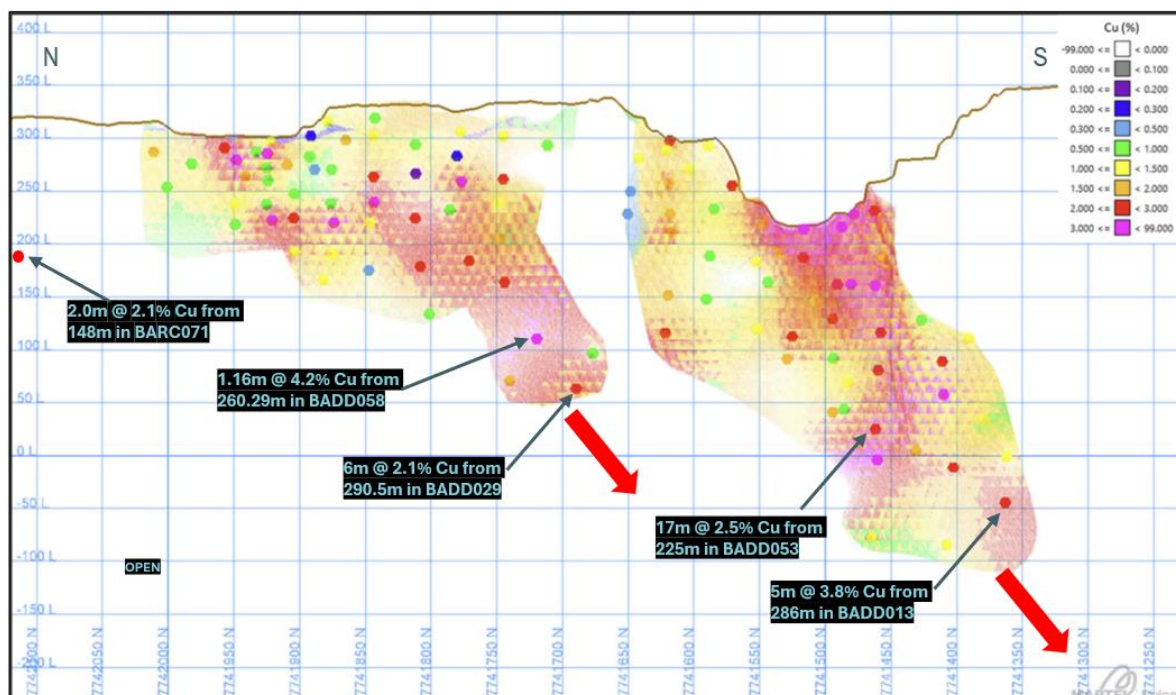 400 L
350 L
300 L
250 L
200 L
150 L
100 L
50 L
0 L
-50 L
-100 L
-150 L
-200 L
N
S
Cu (%)
-99.000 <= < 0.000
0.000 <= < 0.100
0.100 <= < 0.200
0.200 <= < 0.300
0.300 <= < 0.500
0.500 <= < 1.000
1.000 <= < 1.500
1.500 <= < 2.000
2.000 <= < 3.000
3.000 <= < 99.000
2.0m @ 2.1% Cu from
148m in BARC071
1.16m @ 4.2% Cu from
260.29m in BADD058
6m @ 2.1% Cu from
290.5m in BADD029
17m @ 2.5% Cu from
225m in BADD053
5m @ 3.8% Cu from
286m in BADD013
OPEN
7742050 N
7742000 N
7741950 N
7741900 N
7741850 N
7741800 N
7741750 N
7741700 N
7741650 N
7741600 N
7741550 N
7741500 N
7741450 N
7741400 N
7741350 N
7741300 N
7741250 N